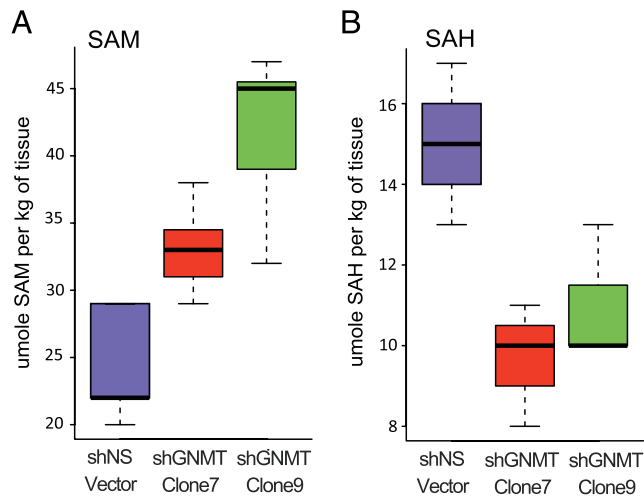 A
SAM
umole SAM per kg of tissue
45
40
35
30
25
20
shNS
Vector
shGNMT
Clone7
shGNMT
Clone9
B
SAH
umole SAH per kg of tissue
16
14
12
10
8
shNS
Vector
shGNMT
Clone7
shGNMT
Clone9